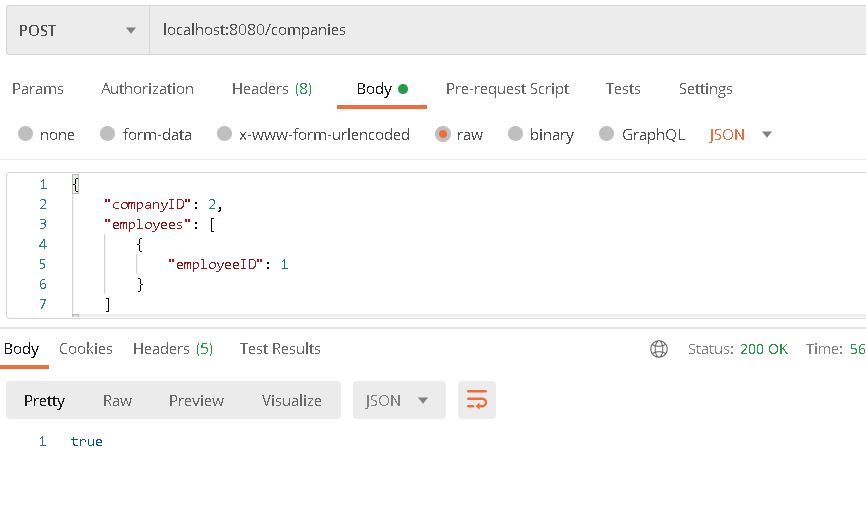 POST localhost:8080/companies
Params Authorization Headers (8) Body Pre-request Script Tests Settings
none form-data x-www-form-urlencoded raw binary GraphQL JSON
1 {
2 "companyID": 2,
3 "employees": [
4 {
5 "employeeID": 1
6 }
7 ]
Body Cookies Headers (5) Test Results Status: 200 OK Time: 56
Pretty Raw Preview Visualize JSON
1 true